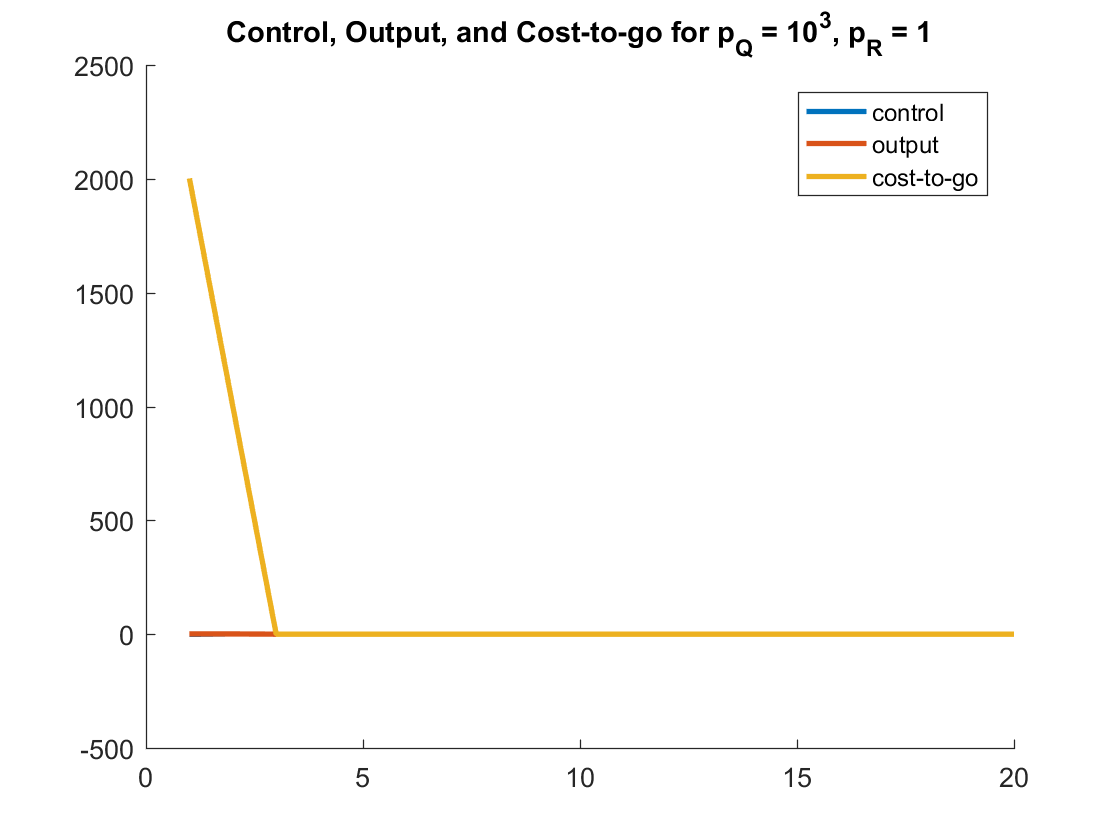 Control, Output, and Cost-to-go for p_Q = 10^3, p_R = 1
2500
control
output
cost-to-go
2000
1500
1000
500
0
-500
0 5 10 15 20